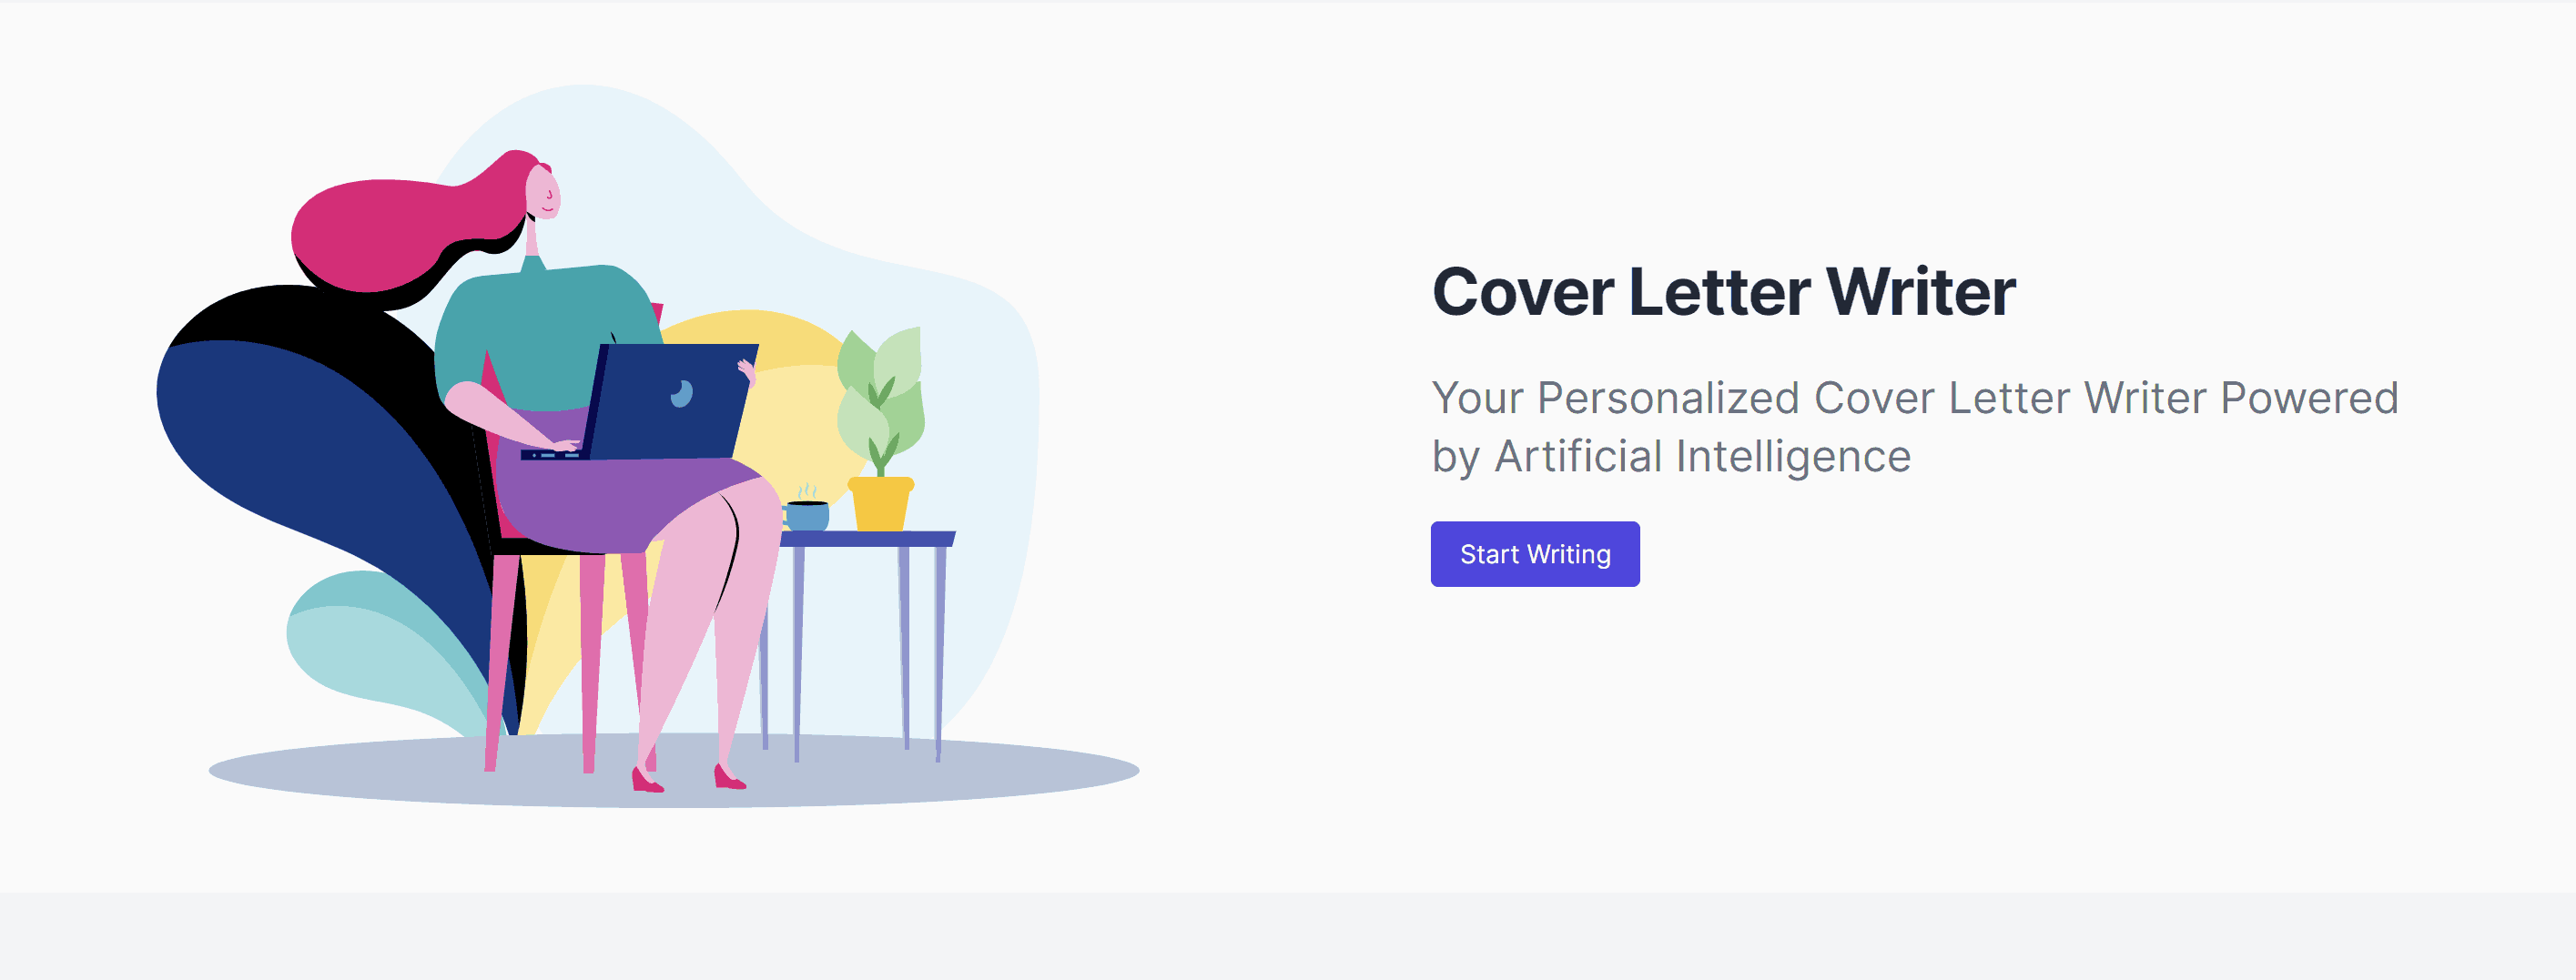 Cover Letter Writer
Your Personalized Cover Letter Writer Powered
by Artificial Intelligence
Start Writing